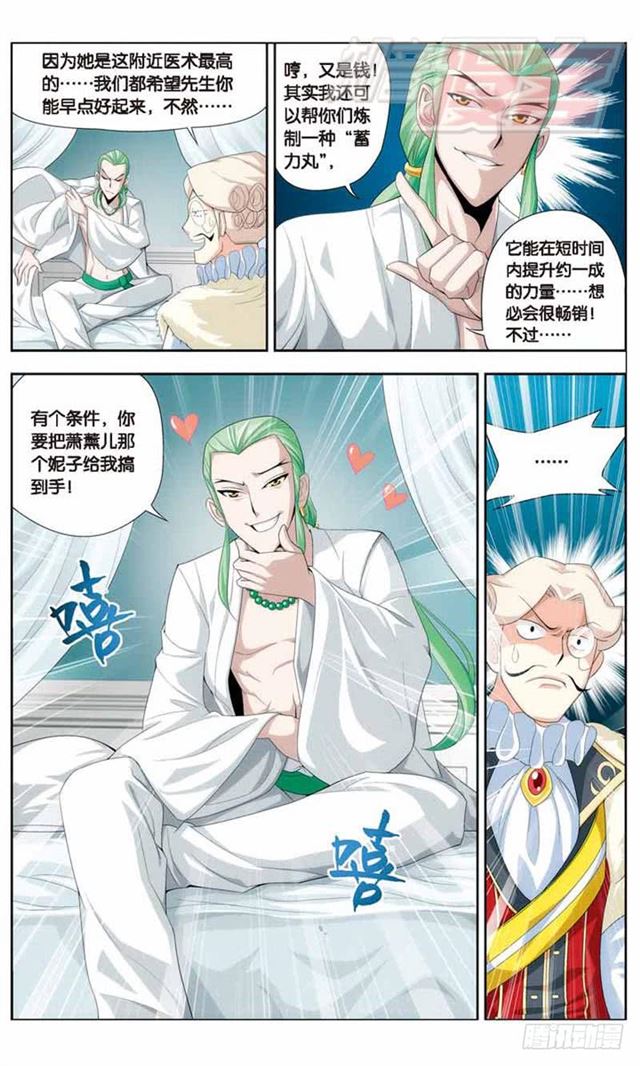 因为她是这附近医术最高
的……我们都希望先生你
能早点好起来，不然……
哼，又是钱！
其实我还可
以帮你们炼
制一种“蓄
力丸”，
它能在短时间
内提升约一成
的力量……想
必会很畅销！
不过……
有个条件，你
要把萧薰儿那
个妮子给我搞
到手！
嘻
嘻
……
腾讯动漫